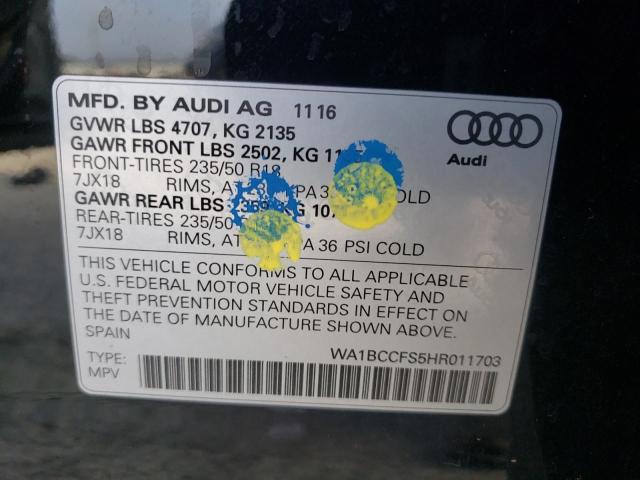 MFD. BY AUDI AG 11 16
GVWR LBS 4707, KG 2135
GAWR FRONT LBS 2502, KG
FRONT-TIRES 235/50 R18
7JX18 RIMS, AT COLD
GAWR REAR LBS KG
REAR-TIRES 235/50
7JX18 RIMS, AT 36 PSI COLD
THIS VEHICLE CONFORMS TO ALL APPLICABLE
U.S. FEDERAL MOTOR VEHICLE SAFETY AND
THEFT PREVENTION STANDARDS IN EFFECT ON
THE DATE OF MANUFACTURE SHOWN ABOVE.
SPAIN
TYPE:
MPV
WA1BCCFS5HR011703
Audi